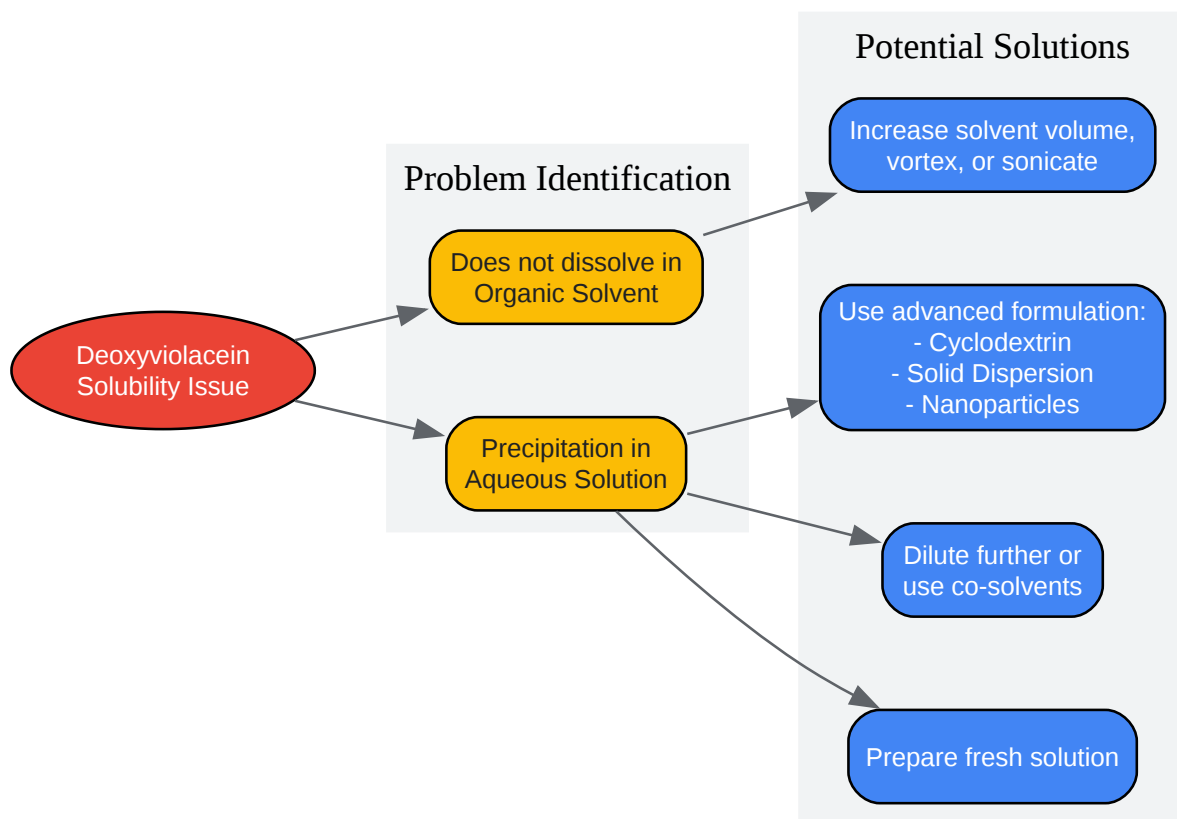 Deoxyviolacein
Solubility Issue
Problem Identification
Does not dissolve in
Organic Solvent
Precipitation in
Aqueous Solution
Potential Solutions
Increase solvent volume,
vortex, or sonicate
Use advanced formulation:
- Cyclodextrin
- Solid Dispersion
- Nanoparticles
Dilute further or
use co-solvents
Prepare fresh solution